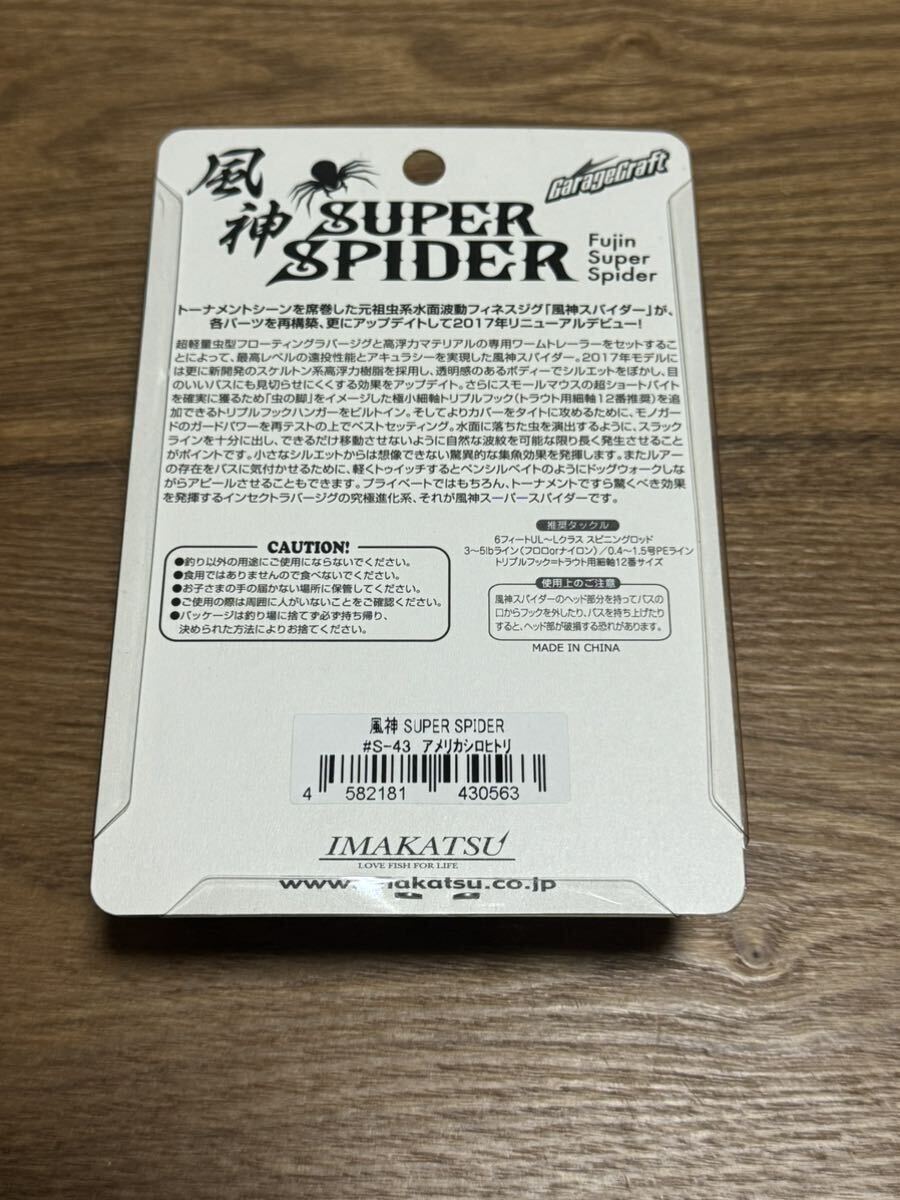 風神
SUPER
SPIDER
GarageCraft
Fujin
Super
Spider
トーナメントシーンを席巻した元祖虫系水面波動フィネスジグ「風神スパイダー」が、
各パーツを再構築、更にアップデイトして2017年リニューアルデビュー!
超軽量虫型フローティングラバージグと高浮力マテリアルの専用ワームトレーラーをセットするこ
とによって、最高レベルの遠投性能とアキュラシーを実現した風神スパイダー。2017年モデルに
は更に新開発のスケルトン系高浮力樹脂を採用し、透明感のあるボディーでシルエットをぼかし、目
のいいバスにも見切らせにくくする効果をアップデイト。さらにスモールマウスの超ショートバイト
を確実に獲るため「虫の脚」をイメージした極小細軸トリプルフック(トラウト用細軸12番推奨)を追
加できるトリプルフックハンガーをビルトイン。そしてよりカバーをタイトに攻めるために、モノガー
ドのガードパワーを再テストの上でベストセッティング。水面に落ちた虫を演出するように、スラック
ラインを十分に出し、できるだけ移動させないように自然な波紋を可能な限り長く発生させること
がポイントです。小さなシルエットからは想像できない驚異的な集魚効果を発揮します。またルアー
の存在をバスに気付かせるために、軽くトゥイッチするとペンシルベイトのようにドッグウォークしな
がらアピールさせることもできます。プライベートではもちろん、トーナメントですら驚くべき効果
を発揮するインセクトラバージグの究極進化系、それが風神スーパースパイダーです。
CAUTION!
●釣り以外の用途にご使用にならないでください。
●食用ではありませんので食べないでください。
●お子さまの手の届かない場所に保管してください。
●ご使用の際は周囲に人がいないことをご確認ください。
●パッケージは釣り場に捨てず必ず持ち帰り、
決められた方法によりお捨てください。
推奨タックル
6フィートUL〜Lクラス スピニングロッド
3〜5lbライン(フロロorナイロン)/0.4〜1.5号PEライン
トリプルフック=トラウト用細軸12番サイズ
使用上のご注意
風神スパイダーのヘッド部分を持ってバスの
口からフックを外したり、バスを持ち上げたり
すると、ヘッド部が破損する恐れがあります。
MADE IN CHINA
風神 SUPER SPIDER
#S-43 アメリカシロヒトリ
4 582181 430563
IMAKATSU
LOVE FISH FOR LIFE
www.imakatsu.co.jp